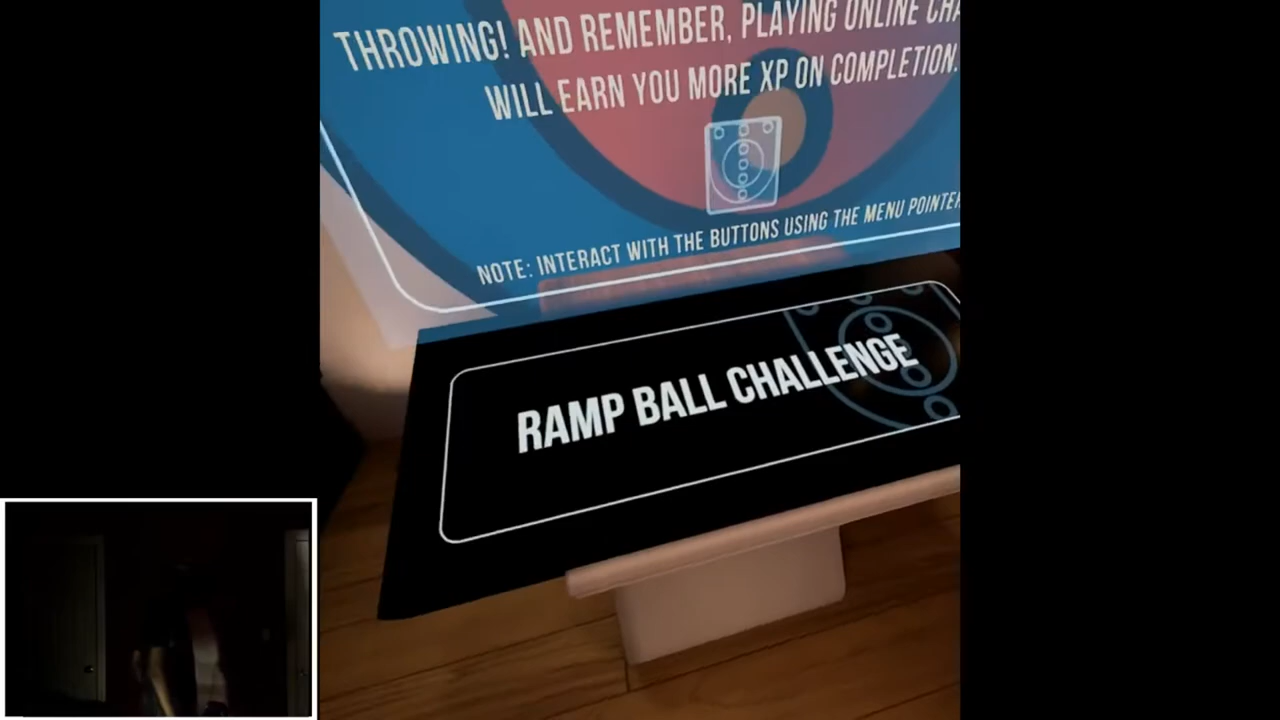 THROWING! AND REMEMBER, PLAYING ONLINE
WILL EARN YOU MORE XP ON COMPLETION.
NOTE: INTERACT WITH THE BUTTONS USING THE MENU POINTER
RAMP BALL CHALLENGE